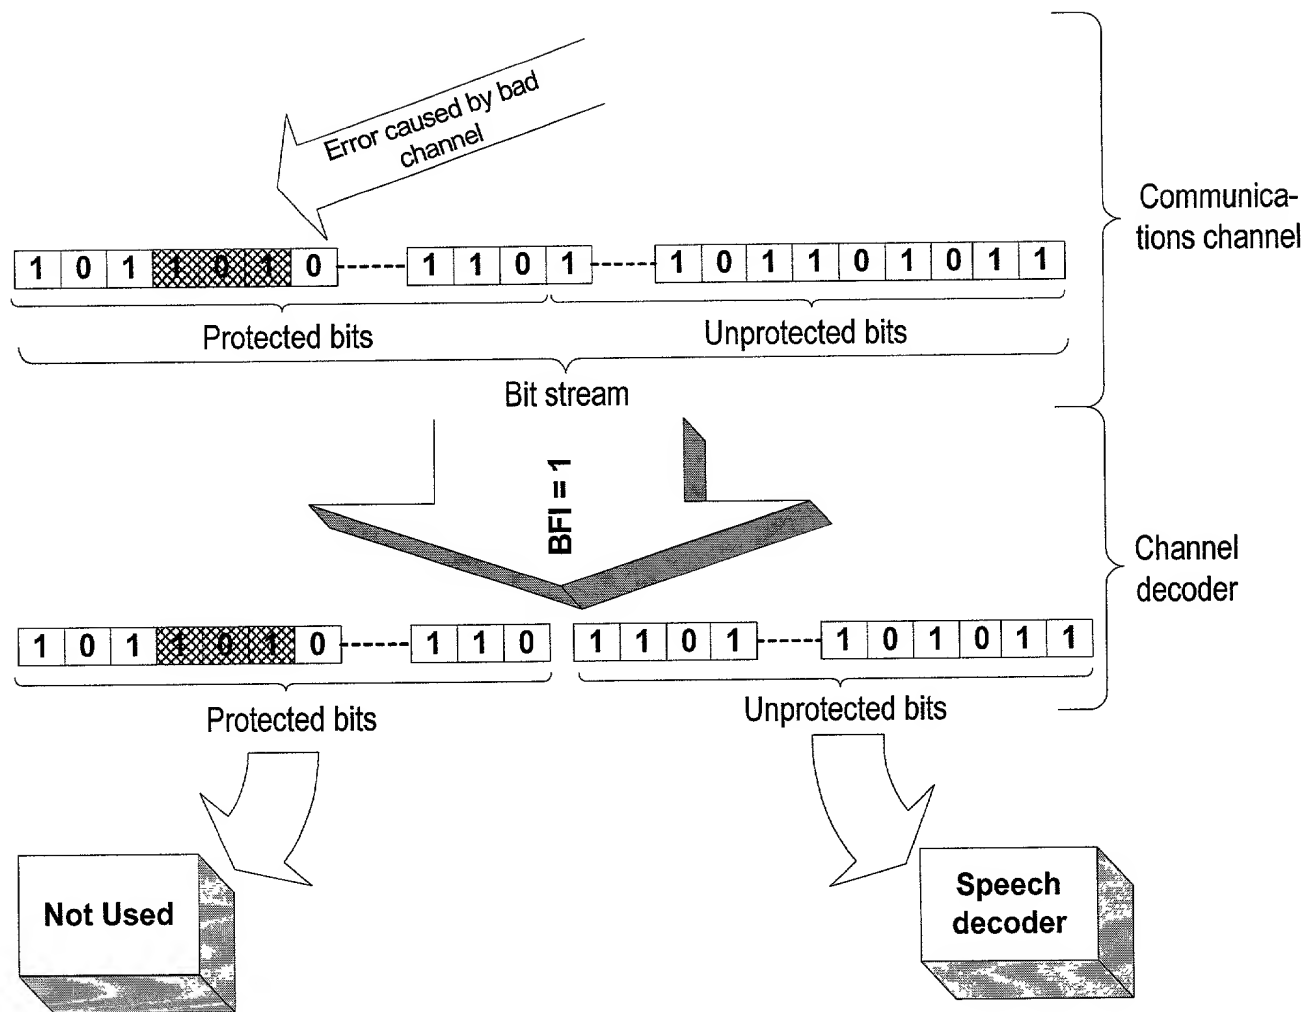 Error caused by bad
channel
Communica-
tions channel
1 0 1 1 0 1 0 ------ 1 1 0 1 ------ 1 0 1 1 0 1 0 1 1
Protected bits
Unprotected bits
Bit stream
BFI = 1
Channel
decoder
1 0 1 1 0 1 0 ------ 1 1 0
1 1 0 1 ------ 1 0 1 0 1 1
Protected bits
Unprotected bits
Not Used
Speech
decoder